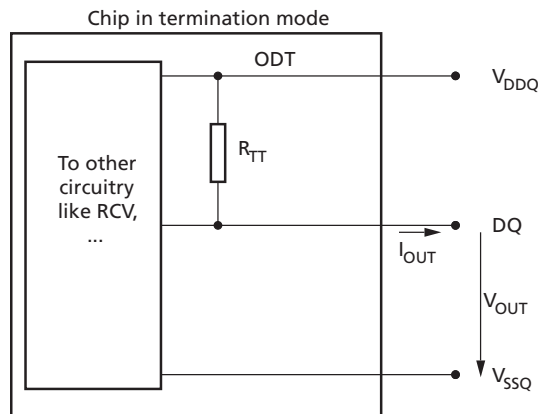 Chip in termination mode
ODT
V_DDQ
R_TT
To other
circuitry
like RCV,
...
DQ
I_OUT
V_OUT
V_SSQ